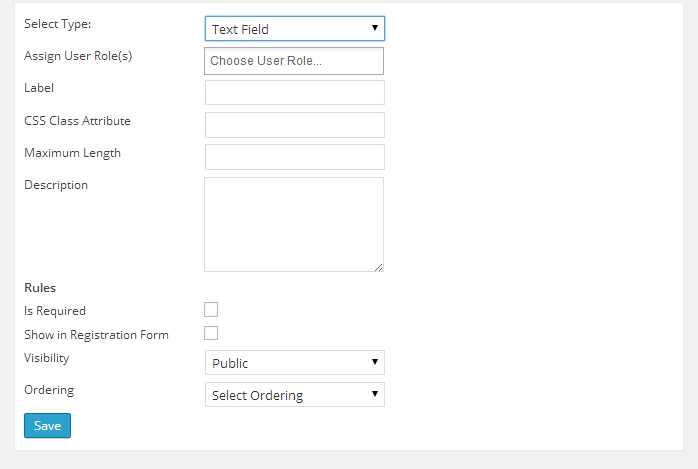 Select Type: Text Field
Assign User Role(s) Choose User Role...
Label
CSS Class Attribute
Maximum Length
Description
Rules
Is Required
Show in Registration Form
Visibility Public
Ordering Select Ordering
Save